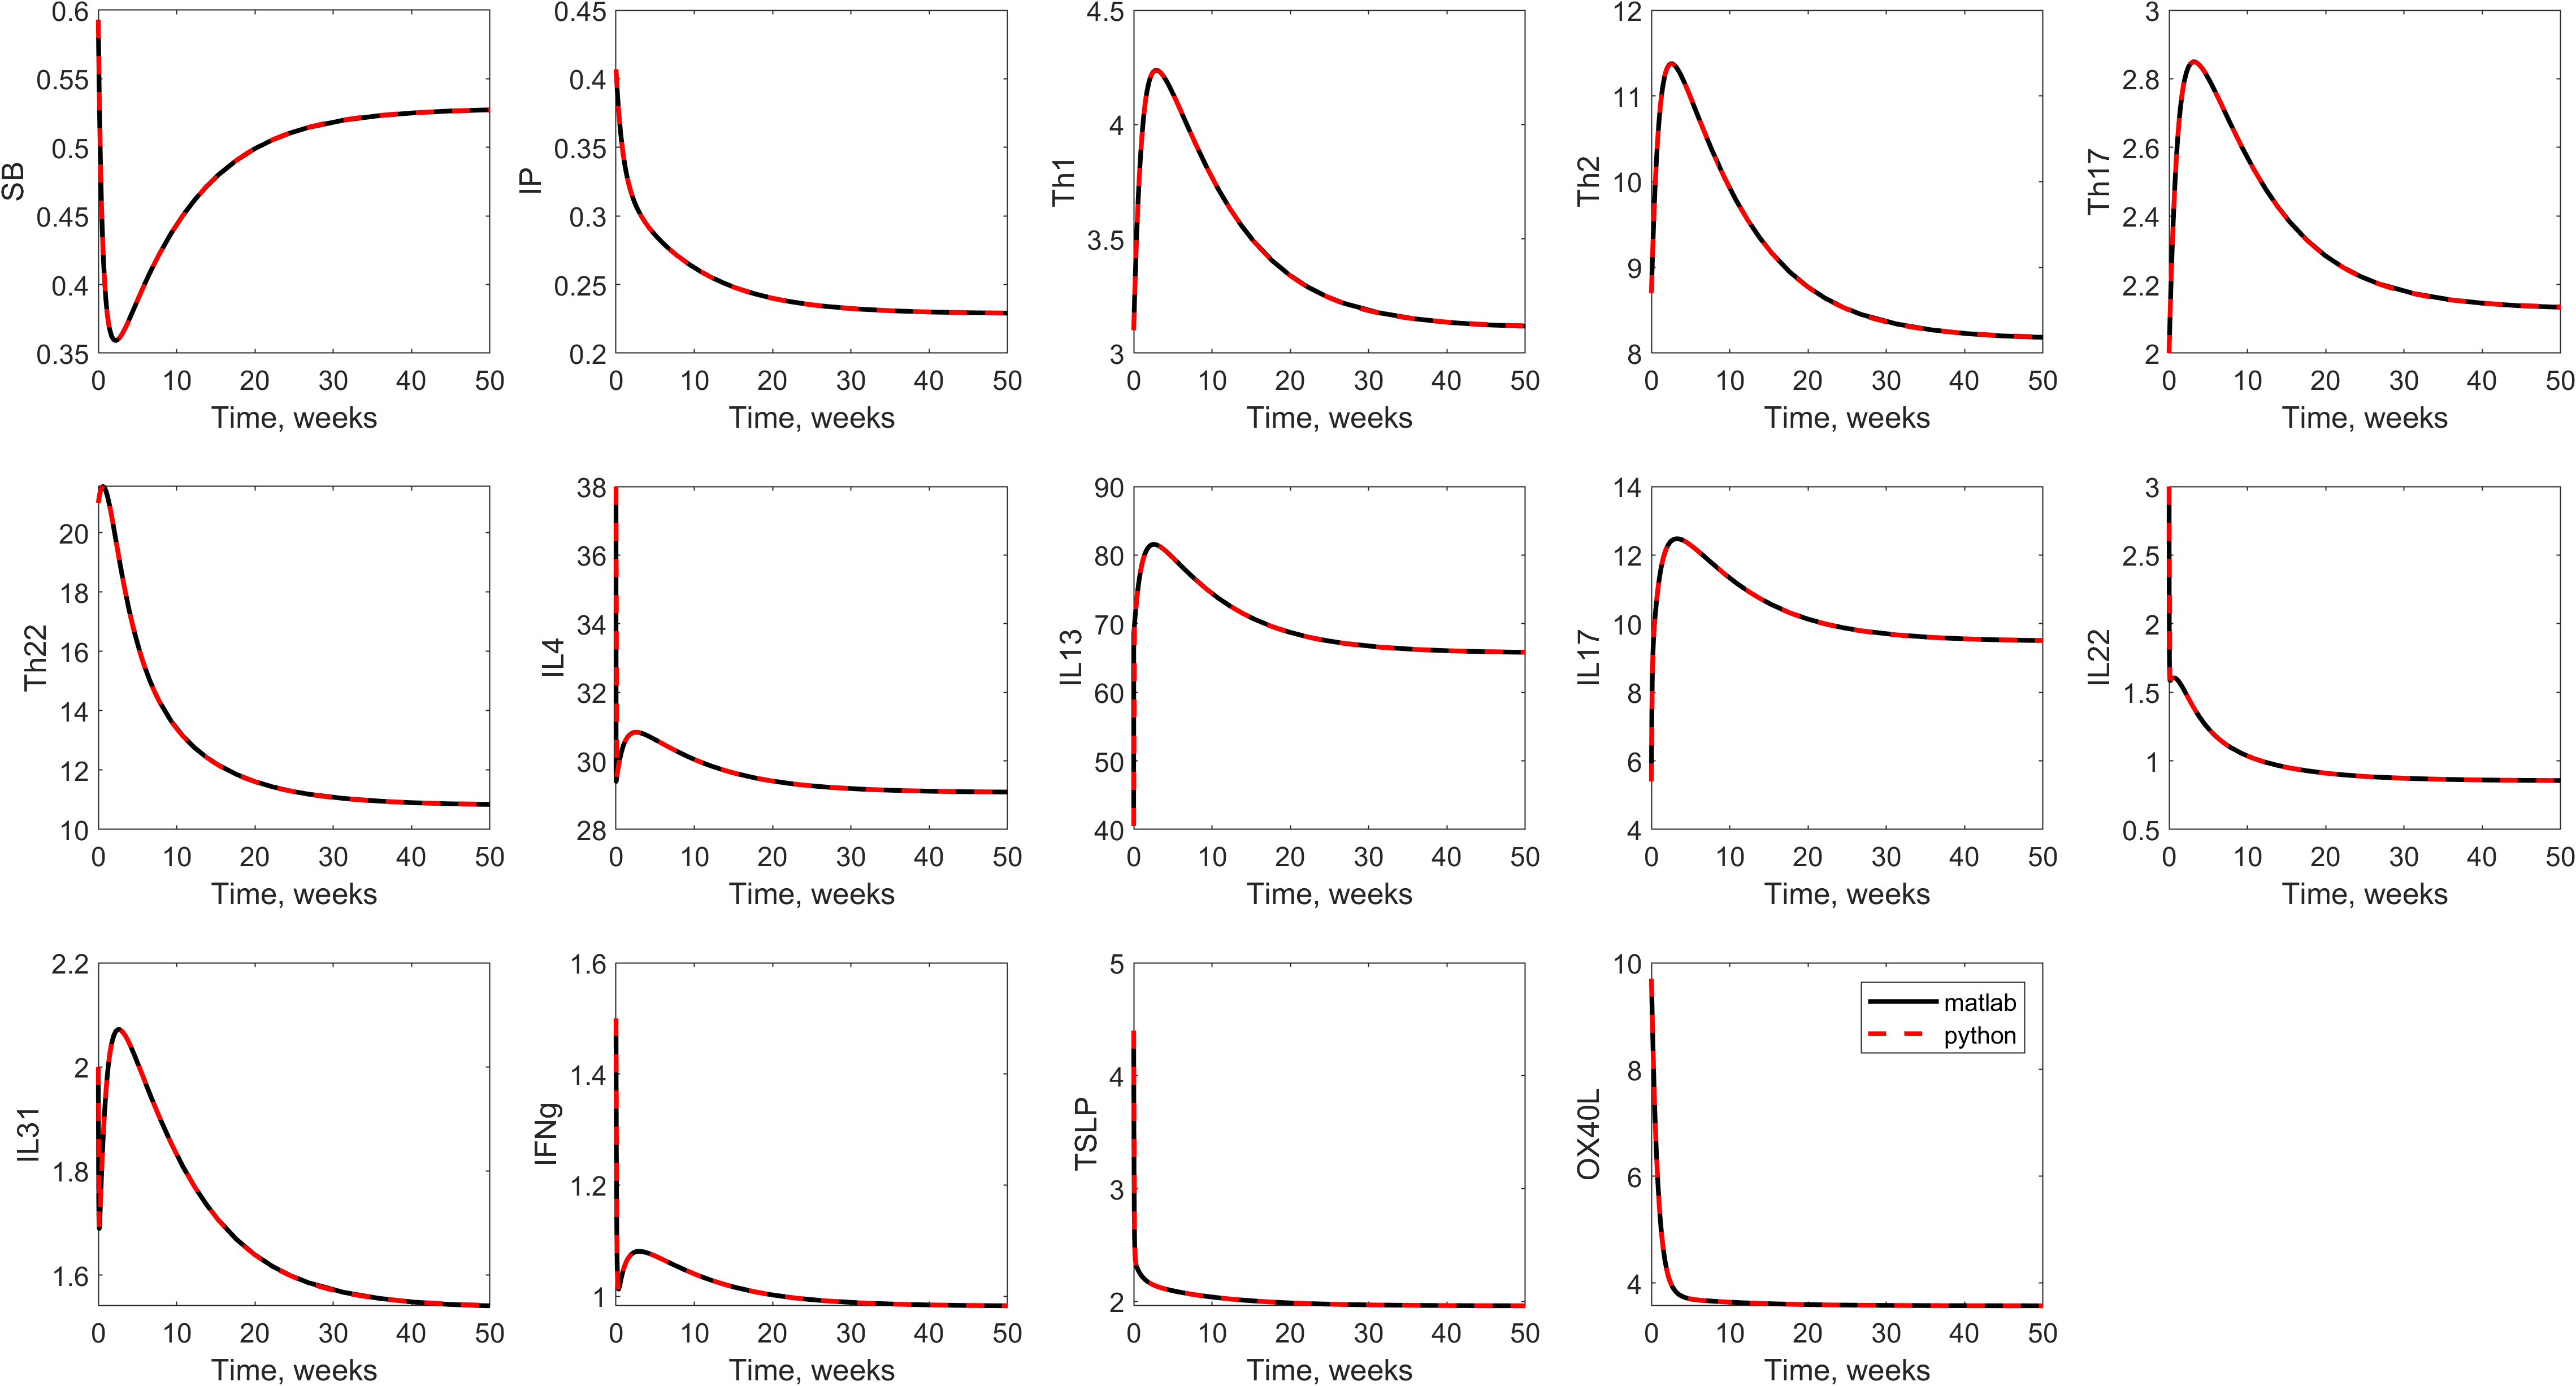 SB
0.6
0.55
0.5
0.45
0.4
0.35
0 10 20 30 40 50
Time, weeks
IP
0.45
0.4
0.35
0.3
0.25
0.2
0 10 20 30 40 50
Time, weeks
Th1
4.5
4
3.5
3
0 10 20 30 40 50
Time, weeks
Th2
12
11
10
9
8
0 10 20 30 40 50
Time, weeks
Th17
3
2.8
2.6
2.4
2.2
2
0 10 20 30 40 50
Time, weeks
Th22
20
18
16
14
12
10
0 10 20 30 40 50
Time, weeks
IL4
38
36
34
32
30
28
0 10 20 30 40 50
Time, weeks
IL13
90
80
70
60
50
40
0 10 20 30 40 50
Time, weeks
IL17
14
12
10
8
6
4
0 10 20 30 40 50
Time, weeks
IL22
3
2.5
2
1.5
1
0.5
0 10 20 30 40 50
Time, weeks
IL31
2.2
2
1.8
1.6
0 10 20 30 40 50
Time, weeks
IFNg
1.6
1.4
1.2
1
0 10 20 30 40 50
Time, weeks
TSLP
5
4
3
2
0 10 20 30 40 50
Time, weeks
OX40L
10
8
6
4
0 10 20 30 40 50
Time, weeks
matlab
python